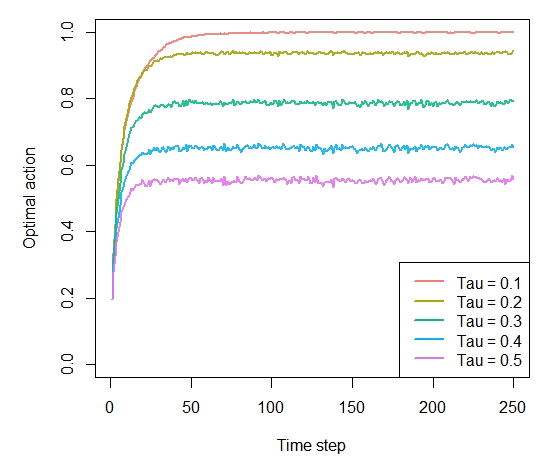 1.0
0.8
0.6
0.4
0.2
0.0
Optimal action
Tau = 0.1
Tau = 0.2
Tau = 0.3
Tau = 0.4
Tau = 0.5
0 50 100 150 200 250
Time step